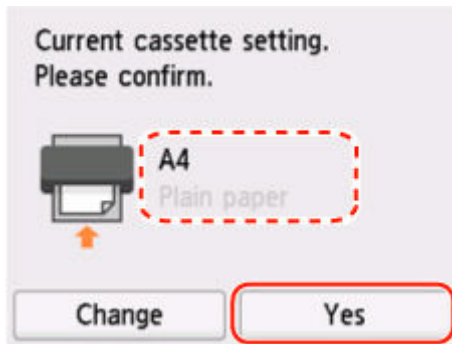 Current cassette setting.
Please confirm.
A4
Plain paper
Change
Yes